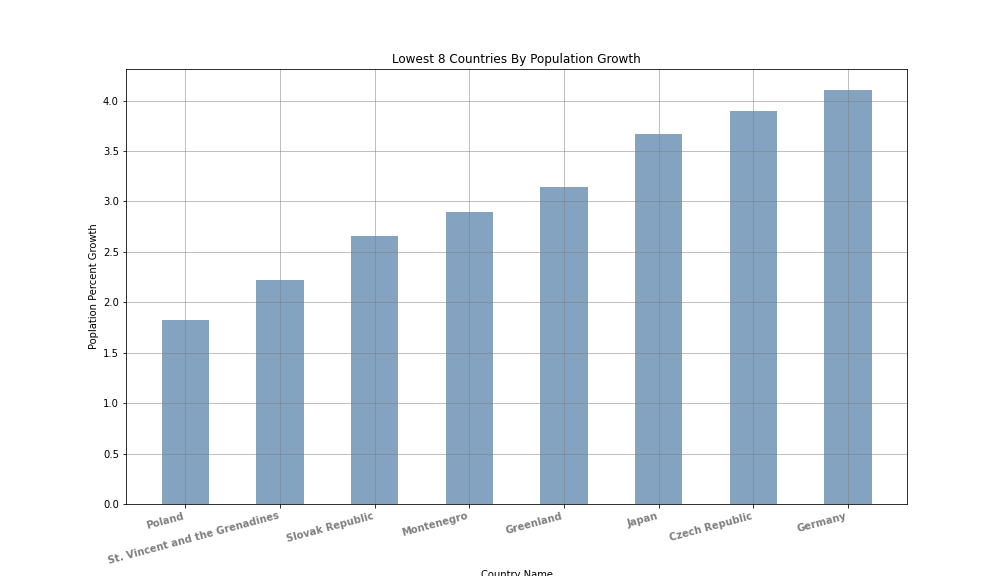 Lowest 8 Countries By Population Growth
Poplation Percent Growth
4.0
3.5
3.0
2.5
2.0
1.5
1.0
0.5
0.0
Poland
St. Vincent and the Grenadines
Slovak Republic
Montenegro
Greenland
Japan
Czech Republic
Germany
Country Name